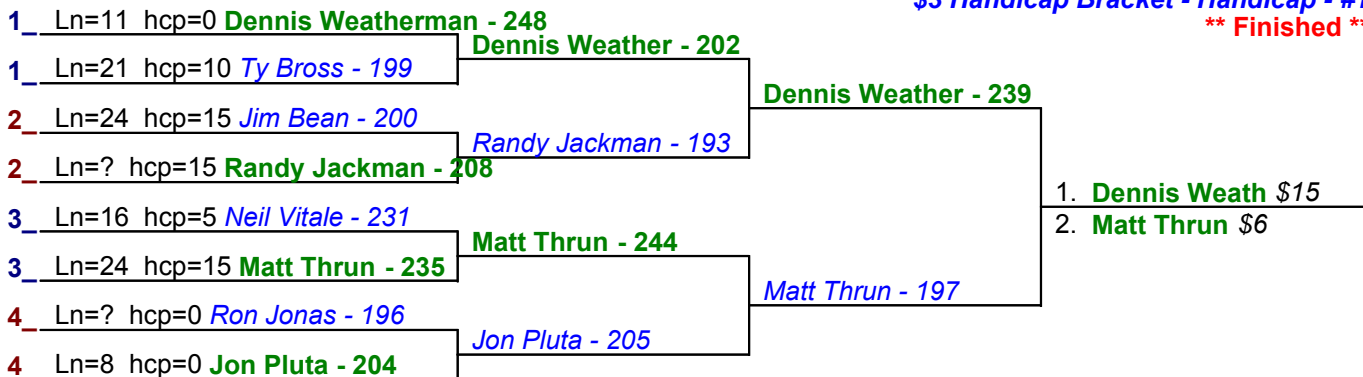 $3 Handicap Bracket - Handicap - #1
** Finished **
1_ Ln=11 hcp=0 Dennis Weatherman - 248
1_ Ln=21 hcp=10 Ty Bross - 199
2_ Ln=24 hcp=15 Jim Bean - 200
2_ Ln=? hcp=15 Randy Jackman - 208
3_ Ln=16 hcp=5 Neil Vitale - 231
3_ Ln=24 hcp=15 Matt Thrun - 235
4_ Ln=? hcp=0 Ron Jonas - 196
4 Ln=8 hcp=0 Jon Pluta - 204
Dennis Weather - 202
Randy Jackman - 193
Matt Thrun - 244
Jon Pluta - 205
Dennis Weather - 239
Matt Thrun - 197
1. Dennis Weath $15
2. Matt Thrun $6